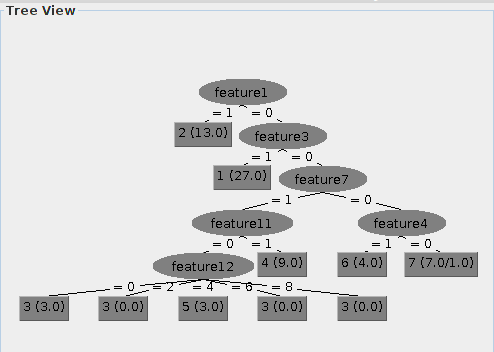 Tree View
feature1
= 1 = 0
2 (13.0) feature3
= 1 = 0
1 (27.0) feature7
= 1 = 0
feature11 feature4
= 0 = 1 = 1 = 0
feature12 4 (9.0) 6 (4.0) 7 (7.0/1.0)
= 0 = 2 = 4 = 6 = 8
3 (3.0) 3 (0.0) 5 (3.0) 3 (0.0) 3 (0.0)